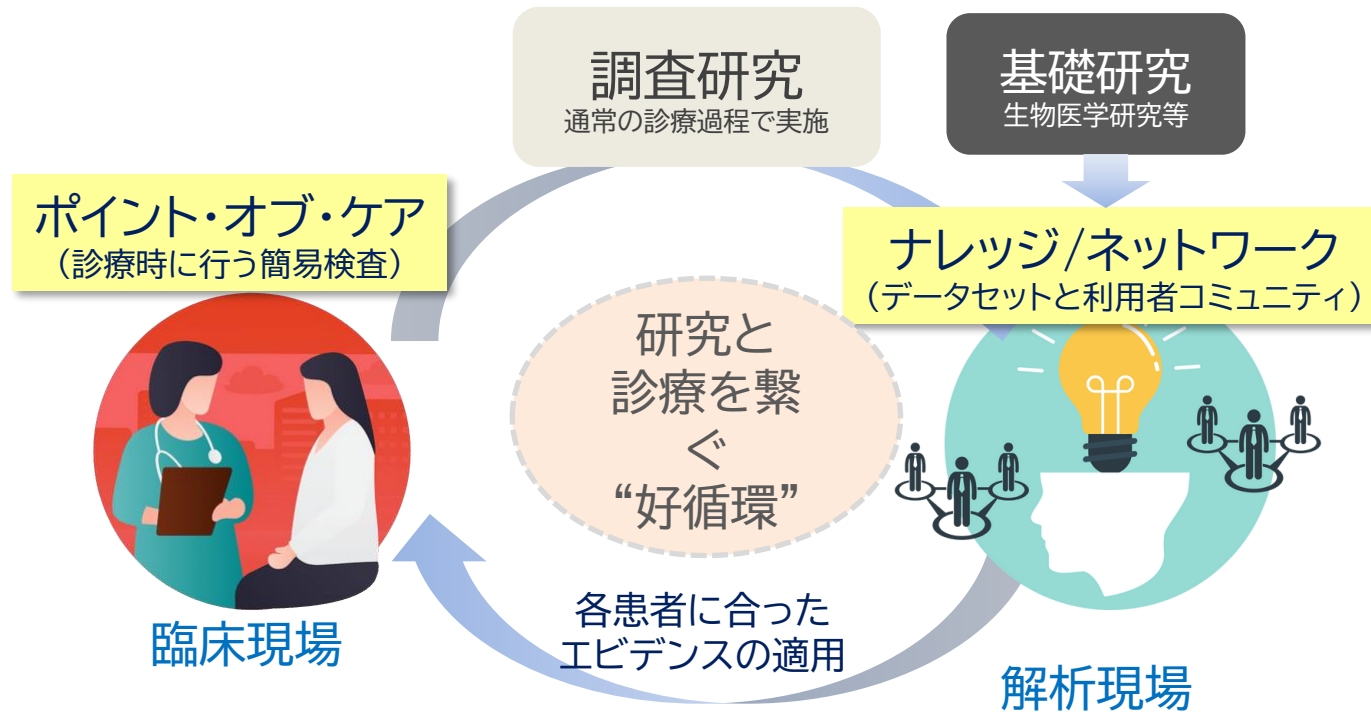 調査研究
通常の診療過程で実施
基礎研究
生物医学研究等
ポイント・オブ・ケア
（診療時に行う簡易検査）
ナレッジ/ネットワーク
（データセットと利用者コミュニティ）
研究と
診療を繋
ぐ
“好循環”
各患者に合った
エビデンスの適用
臨床現場
解析現場